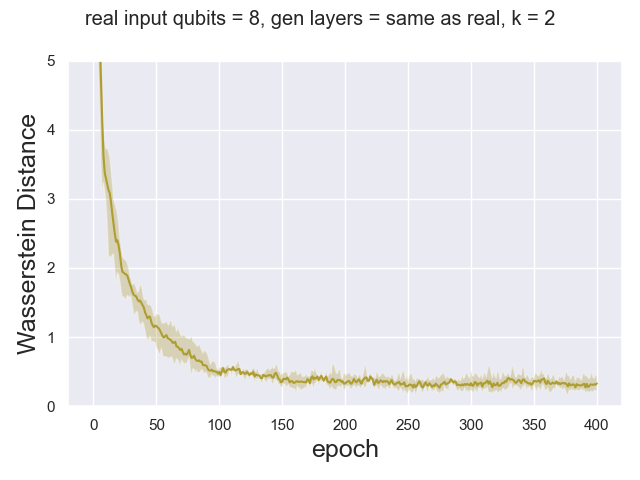 real input qubits = 8, gen layers = same as real, k = 2
5
4
3
2
1
0
Wasserstein Distance
0 50 100 150 200 250 300 350 400
epoch